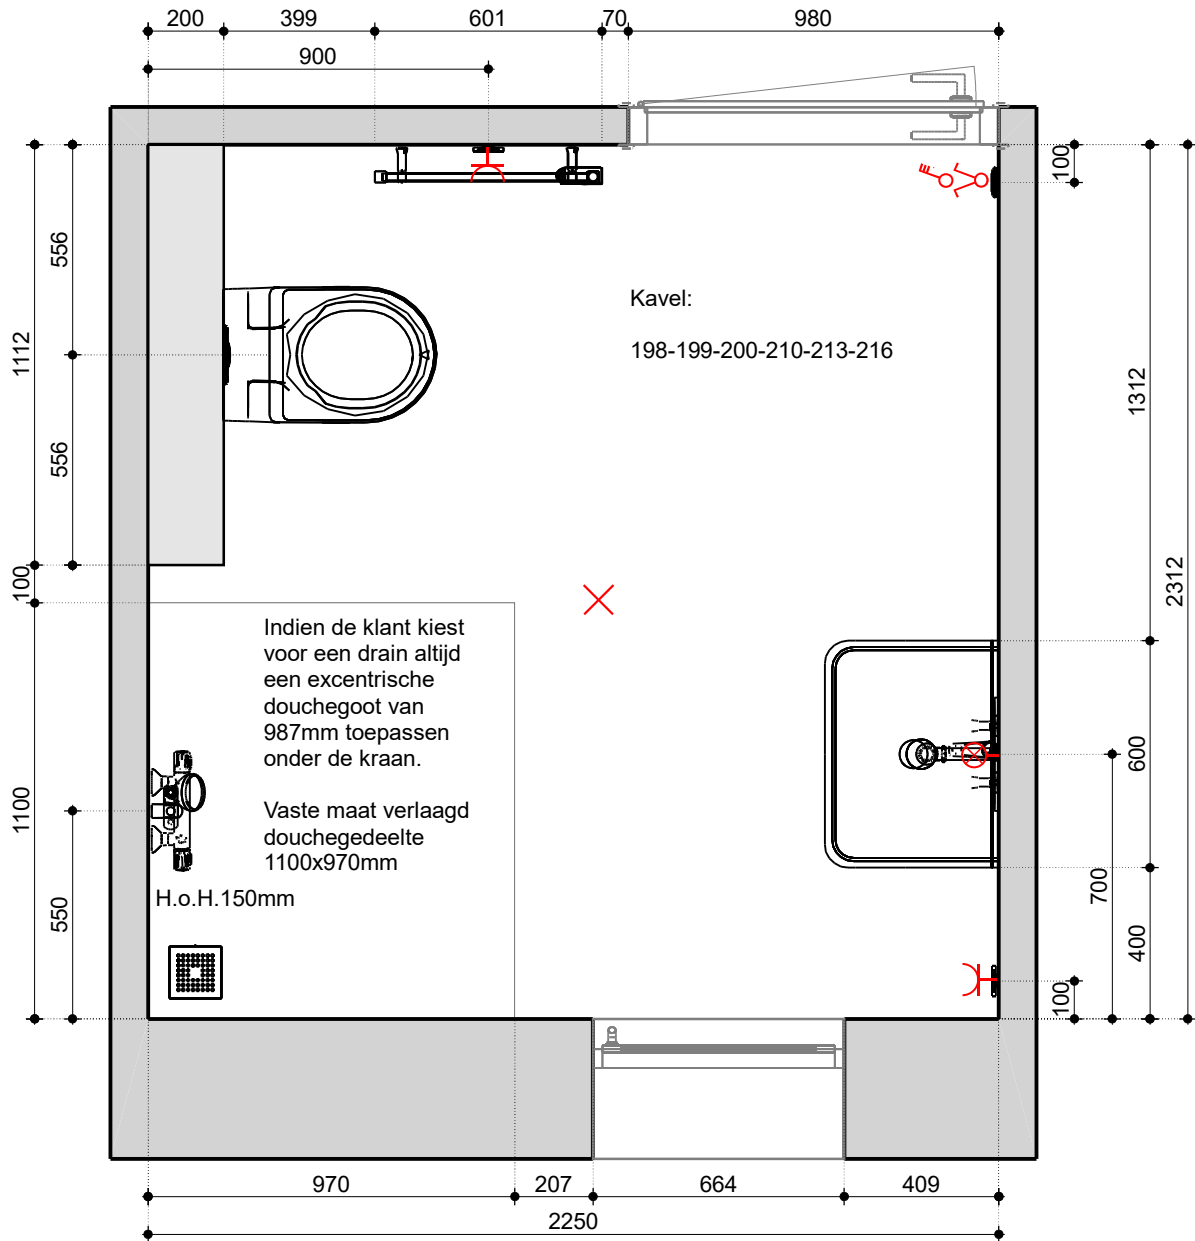 200 399 601 70 980
900
100
556
Kavel:
1112
198-199-200-210-213-216
1312
556
2312
100
Indien de klant kiest
voor een drain altijd
een excentrische
douchegoot van
987mm toepassen
onder de kraan.
600
1100
Vaste maat verlaagd
douchegedeelte
1100x970mm
700
H.o.H.150mm
550
400
100
970 207 664 409
2250